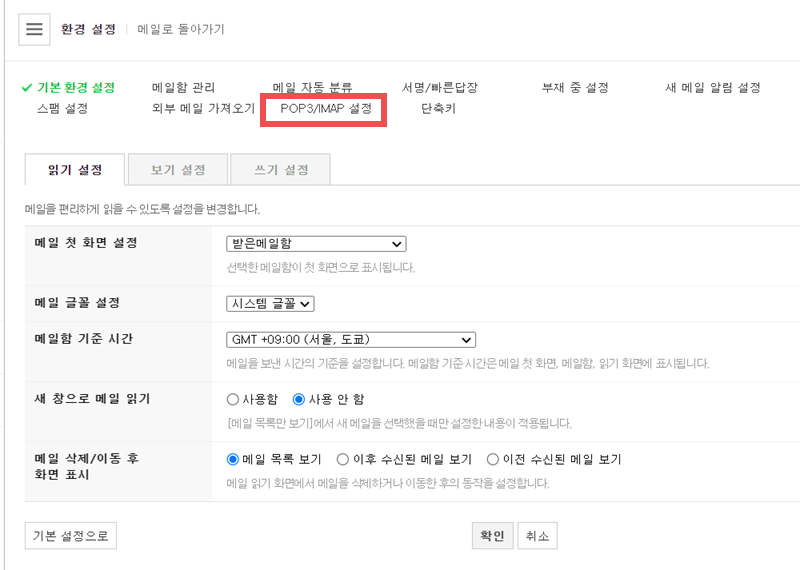 환경 설정 메일로 돌아가기
기본 환경 설정 메일함 관리 메일 자동 분류 서명/빠른답장 부재 중 설정 새 메일 알림 설정
스팸 설정 외부 메일 가져오기 POP3/IMAP 설정 단축키
읽기 설정 보기 설정 쓰기 설정
메일을 편리하게 읽을 수 있도록 설정을 변경합니다.
메일 첫 화면 설정 받은메일함
선택한 메일함이 첫 화면으로 표시됩니다.
메일 글꼴 설정 시스템 글꼴
메일함 기준 시간 GMT +09:00 (서울, 도쿄)
메일을 보낸 시간의 기준을 설정합니다. 메일함 기준 시간은 메일 첫 화면, 메일함, 읽기 화면에 표시됩니다.
새 창으로 메일 읽기 사용함 사용 안 함
[메일 목록만 보기]에서 새 메일을 선택했을 때만 설정한 내용이 적용됩니다.
메일 삭제/이동 후 메일 목록 보기 이후 수신된 메일 보기 이전 수신된 메일 보기
화면 표시
메일 읽기 화면에서 메일을 삭제하거나 이동한 후의 동작을 설정합니다.
기본 설정으로 확인 취소